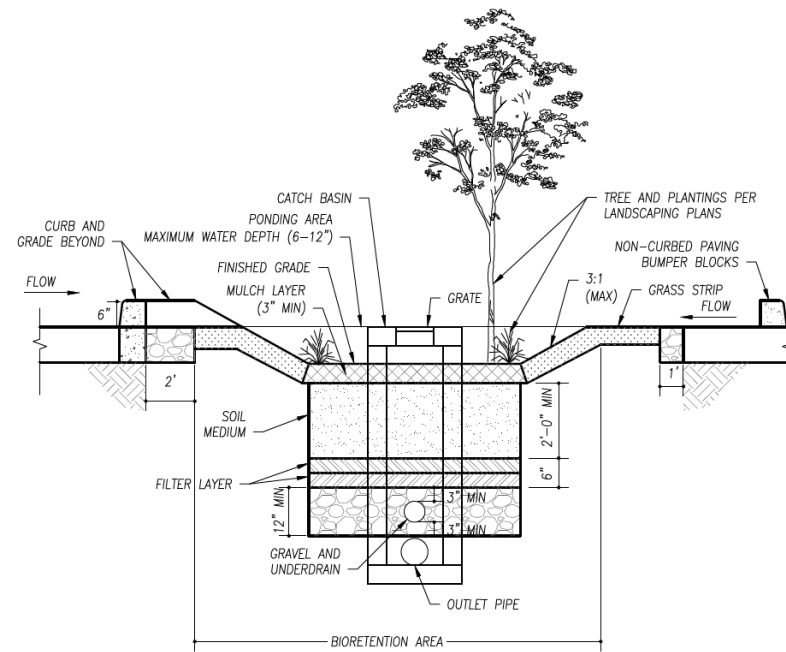 CATCH BASIN
PONDING AREA
MAXIMUM WATER DEPTH (6-12")
CURB AND
GRADE BEYOND
TREE AND PLANTINGS PER
LANDSCAPING PLANS
FINISHED GRADE
NON-CURBED PAVING
BUMPER BLOCKS
FLOW
MULCH LAYER
(3" MIN)
GRATE
3:1
(MAX)
GRASS STRIP
FLOW
6"
2'
1'
SOIL
MEDIUM
2'-0" MIN
FILTER LAYER
6"
12" MIN
3" MIN
3" MIN
GRAVEL AND
UNDERDRAIN
OUTLET PIPE
BIORETENTION AREA